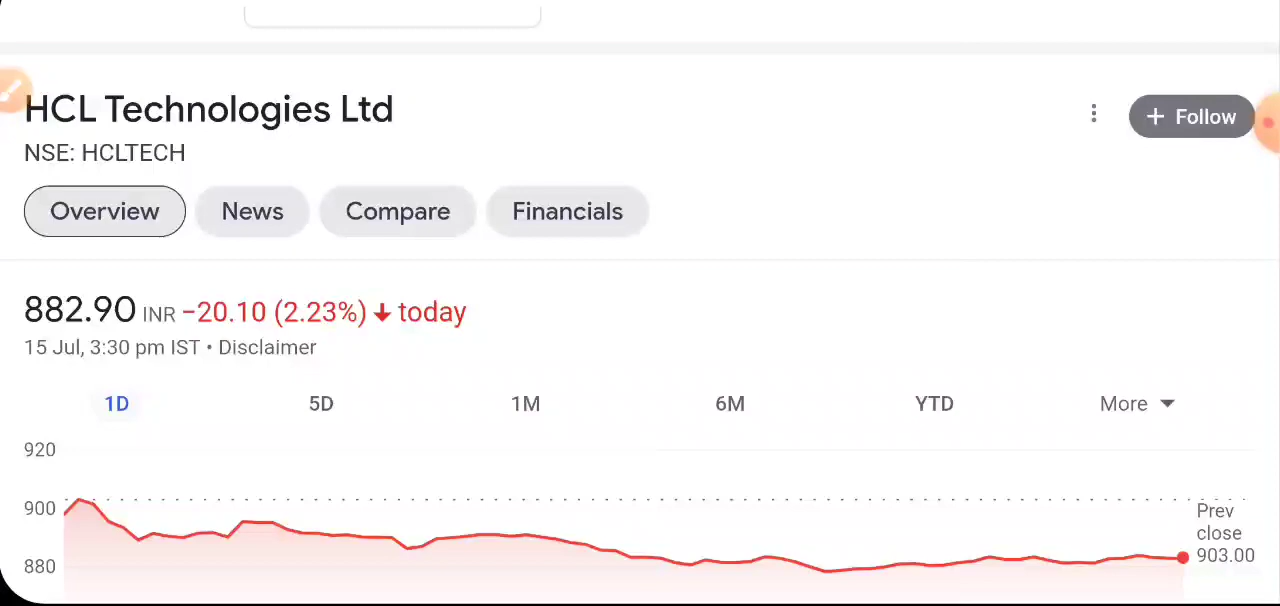 HCL Technologies Ltd
+ Follow
NSE: HCLTECH
Overview News Compare Financials
882.90 INR −20.10 (2.23%) ↓ today
15 Jul, 3:30 pm IST • Disclaimer
1D 5D 1M 6M YTD More
920
900
880
Prev
close
903.00